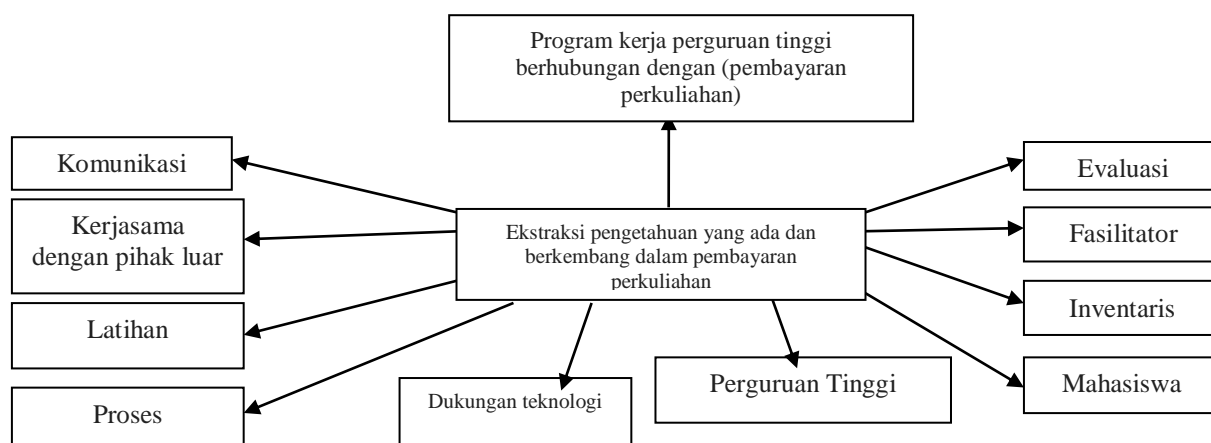 Program kerja perguruan tinggi
berhubungan dengan (pembayaran
perkuliahan)
Komunikasi
Kerjasama
dengan pihak luar
Latihan
Proses
Ekstraksi pengetahuan yang ada dan
berkembang dalam pembayaran
perkuliahan
Dukungan teknologi
Perguruan Tinggi
Evaluasi
Fasilitator
Inventaris
Mahasiswa